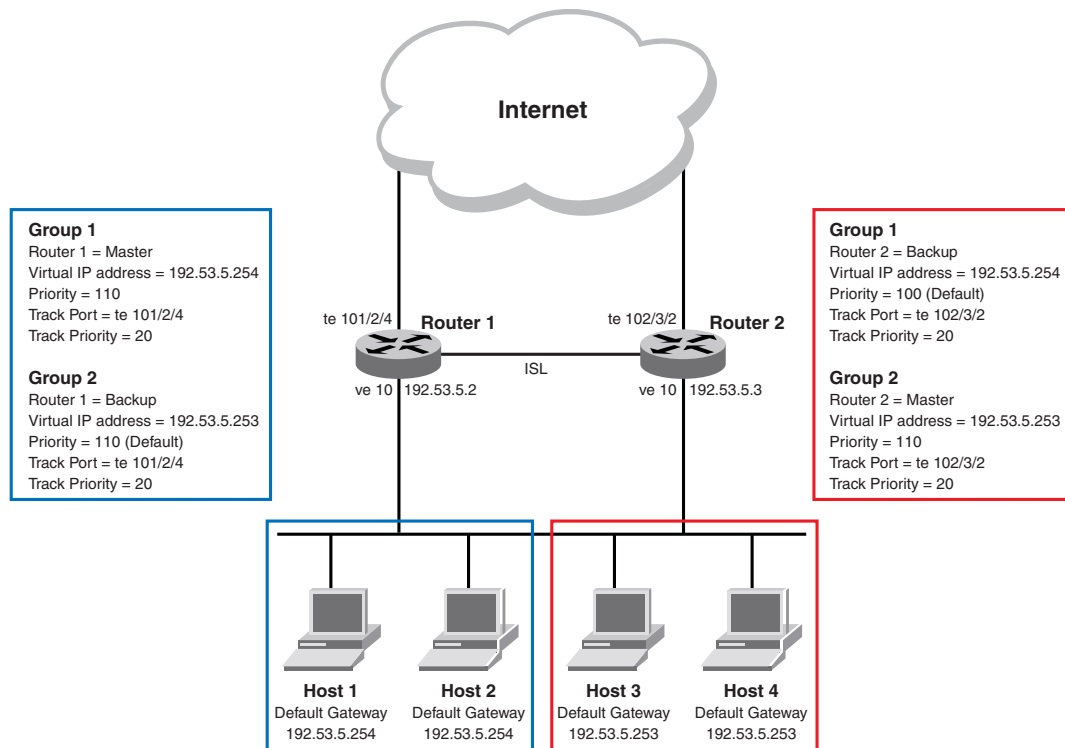 Internet
Group 1
Router 1 = Master
Virtual IP address = 192.53.5.254
Priority = 110
Track Port = te 101/2/4
Track Priority = 20
Group 2
Router 1 = Backup
Virtual IP address = 192.53.5.253
Priority = 110 (Default)
Track Port = te 101/2/4
Track Priority = 20
te 101/2/4
Router 1
ve 10
192.53.5.2
ISL
te 102/3/2
Router 2
ve 10
192.53.5.3
Group 1
Router 2 = Backup
Virtual IP address = 192.53.5.254
Priority = 100 (Default)
Track Port = te 102/3/2
Track Priority = 20
Group 2
Router 2 = Master
Virtual IP address = 192.53.5.253
Priority = 110
Track Port = te 102/3/2
Track Priority = 20
Host 1
Default Gateway
192.53.5.254
Host 2
Default Gateway
192.53.5.254
Host 3
Default Gateway
192.53.5.253
Host 4
Default Gateway
192.53.5.253